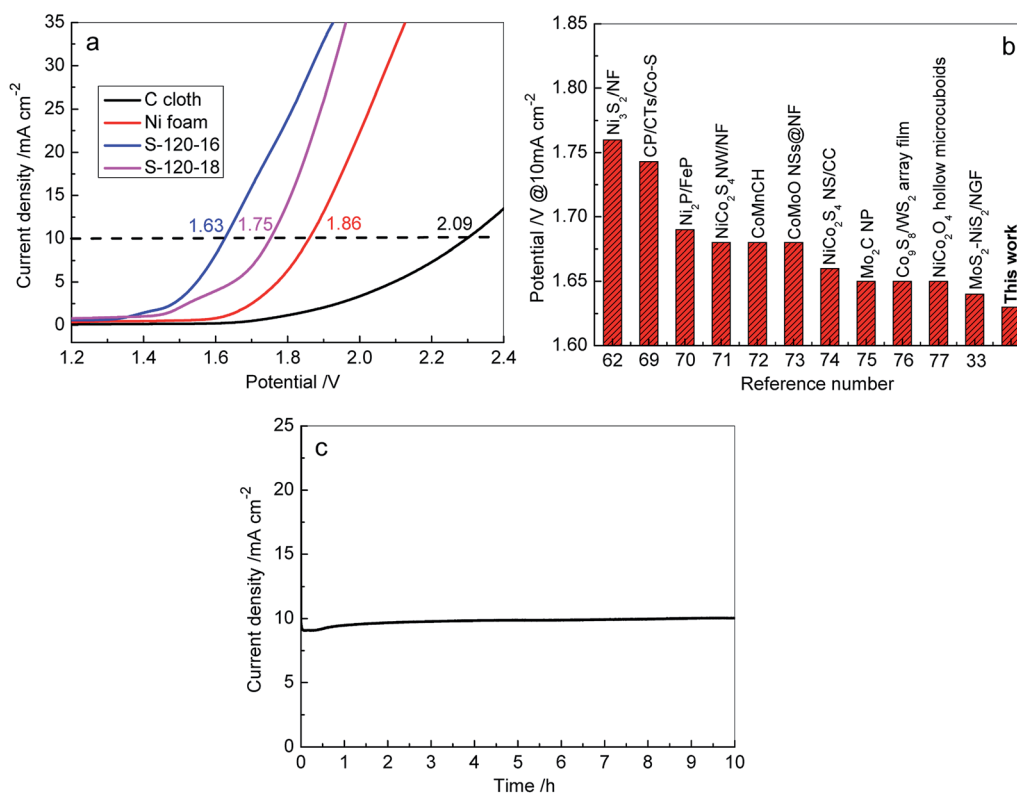 a
Current density /mA cm⁻²
35
30
25
20
15
10
5
0
C cloth
Ni foam
S-120-16
S-120-18
1.63
1.75
1.86
2.09
1.2
1.4
1.6
1.8
2.0
2.2
2.4
Potential /V
b
Potential /V @10mA cm⁻²
1.85
1.80
1.75
1.70
1.65
1.60
Ni₃S₂/NF
CP/CTs/Co-S
Ni₂P/FeP
NiCo₂S₄NW/NF
CoMnCH
CoMoO NSs@NF
NiCo₂S₄ NS/CC
Mo₂C NP
Co₉S₈/WS₂ array film
NiCo₂O₄ hollow microcuboids
MoS₂-NiS₂/NGF
This work
62
69
70
71
72
73
74
75
76
77
33
Reference number
c
Current density /mA cm⁻²
25
20
15
10
5
0
0
1
2
3
4
5
6
7
8
9
10
Time /h